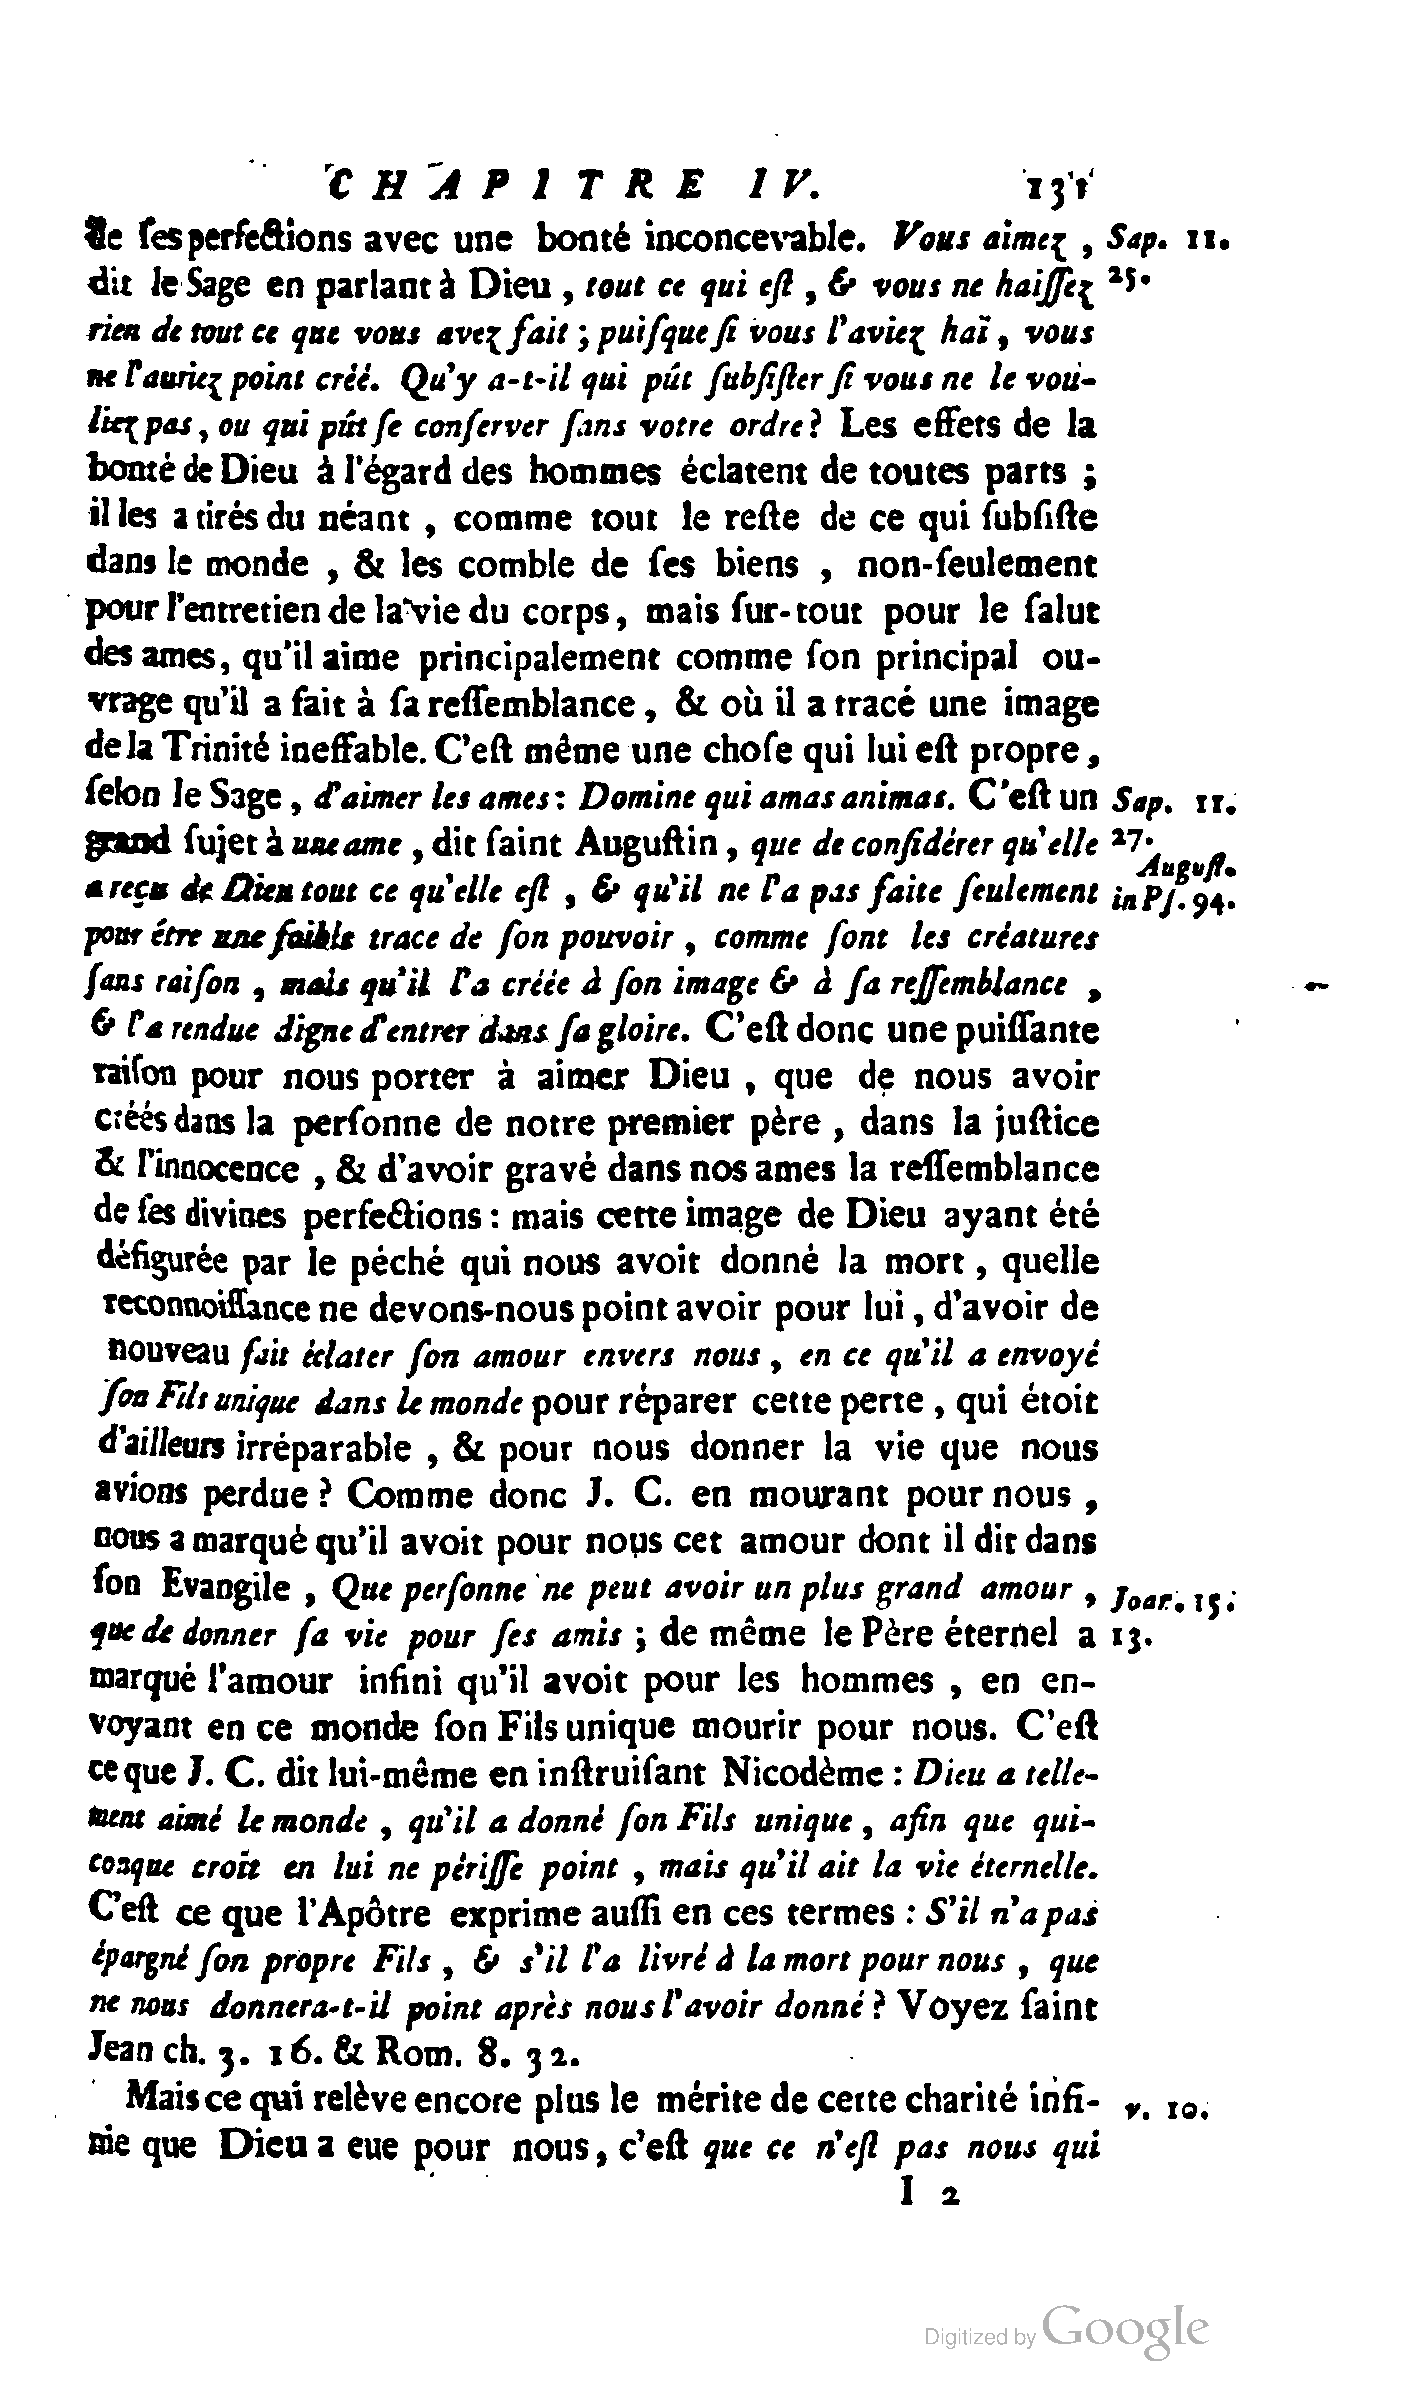 CHAPITRE IV. 131
de ſes perfections avec une bonté inconcevable. Vous aimez, Sap. 11.
dit le Sage en parlant à Dieu, tout ce qui eſt, & vous ne haïſſez 25.
rien de tout ce que vous avez fait ; puiſque ſi vous l'aviez haï, vous
ne l'auriez point créé. Qu'y a-t-il qui pût ſubſiſter ſi vous ne le vou-
liez pas, ou qui pût ſe conſerver ſans votre ordre? Les effets de la
bonté de Dieu à l'égard des hommes éclatent de toutes parts ;
il les a tirés du néant, comme tout le reſte de ce qui ſubſiſte
dans le monde, & les comble de ſes biens, non-ſeulement
pour l'entretien de la vie du corps, mais ſur-tout pour le ſalut
des ames, qu'il aime principalement comme ſon principal ou-
vrage qu'il a fait à ſa reſſemblance, & où il a tracé une image
de la Trinité ineffable. C'eſt même une choſe qui lui eſt propre,
ſelon le Sage, d'aimer les ames: Domine qui amas animas. C'eſt un Sap. 11.
grand ſujet à une ame, dit ſaint Auguſtin, que de conſidérer qu'elle 27.
Auguſt.
a reçu de Dieu tout ce qu'elle eſt, & qu'il ne l'a pas faite ſeulement in Pſ. 94.
pour être une foible trace de ſon pouvoir, comme ſont les créatures
ſans raiſon, mais qu'il l'a créée à ſon image & à ſa reſſemblance,
& l'a rendue digne d'entrer dans ſa gloire. C'eſt donc une puiſſante
raiſon pour nous porter à aimer Dieu, que de nous avoir
créés dans la perſonne de notre premier père, dans la juſtice
& l'innocence, & d'avoir gravé dans nos ames la reſſemblance
de ſes divines perfections : mais cette image de Dieu ayant été
défigurée par le péché qui nous avoit donné la mort, quelle
reconnoiſſance ne devons-nous point avoir pour lui, d'avoir de
nouveau fait éclater ſon amour envers nous, en ce qu'il a envoyé
ſon Fils unique dans le monde pour réparer cette perte, qui étoit
d'ailleurs irréparable, & pour nous donner la vie que nous
avions perdue ? Comme donc J. C. en mourant pour nous,
nous a marqué qu'il avoit pour nous cet amour dont il dit dans
ſon Evangile, Que perſonne ne peut avoir un plus grand amour, Joan. 15.
que de donner ſa vie pour ſes amis ; de même le Père éternel a 13.
marqué l'amour infini qu'il avoit pour les hommes, en en-
voyant en ce monde ſon Fils unique mourir pour nous. C'eſt
ce que J. C. dit lui-même en inſtruiſant Nicodème : Dieu a telle-
ment aimé le monde, qu'il a donné ſon Fils unique, afin que qui-
conque croit en lui ne périſſe point, mais qu'il ait la vie éternelle.
C'eſt ce que l'Apôtre exprime auſſi en ces termes : S'il n'a pas
épargné ſon propre Fils, & s'il l'a livré à la mort pour nous, que
ne nous donnera-t-il point après nous l'avoir donné ? Voyez ſaint
Jean ch. 3. 16. & Rom. 8. 32.
Mais ce qui relève encore plus le mérite de cette charité infi- v. 10.
nie que Dieu a eue pour nous, c'eſt que ce n'eſt pas nous qui
I 2
Digitized by Google